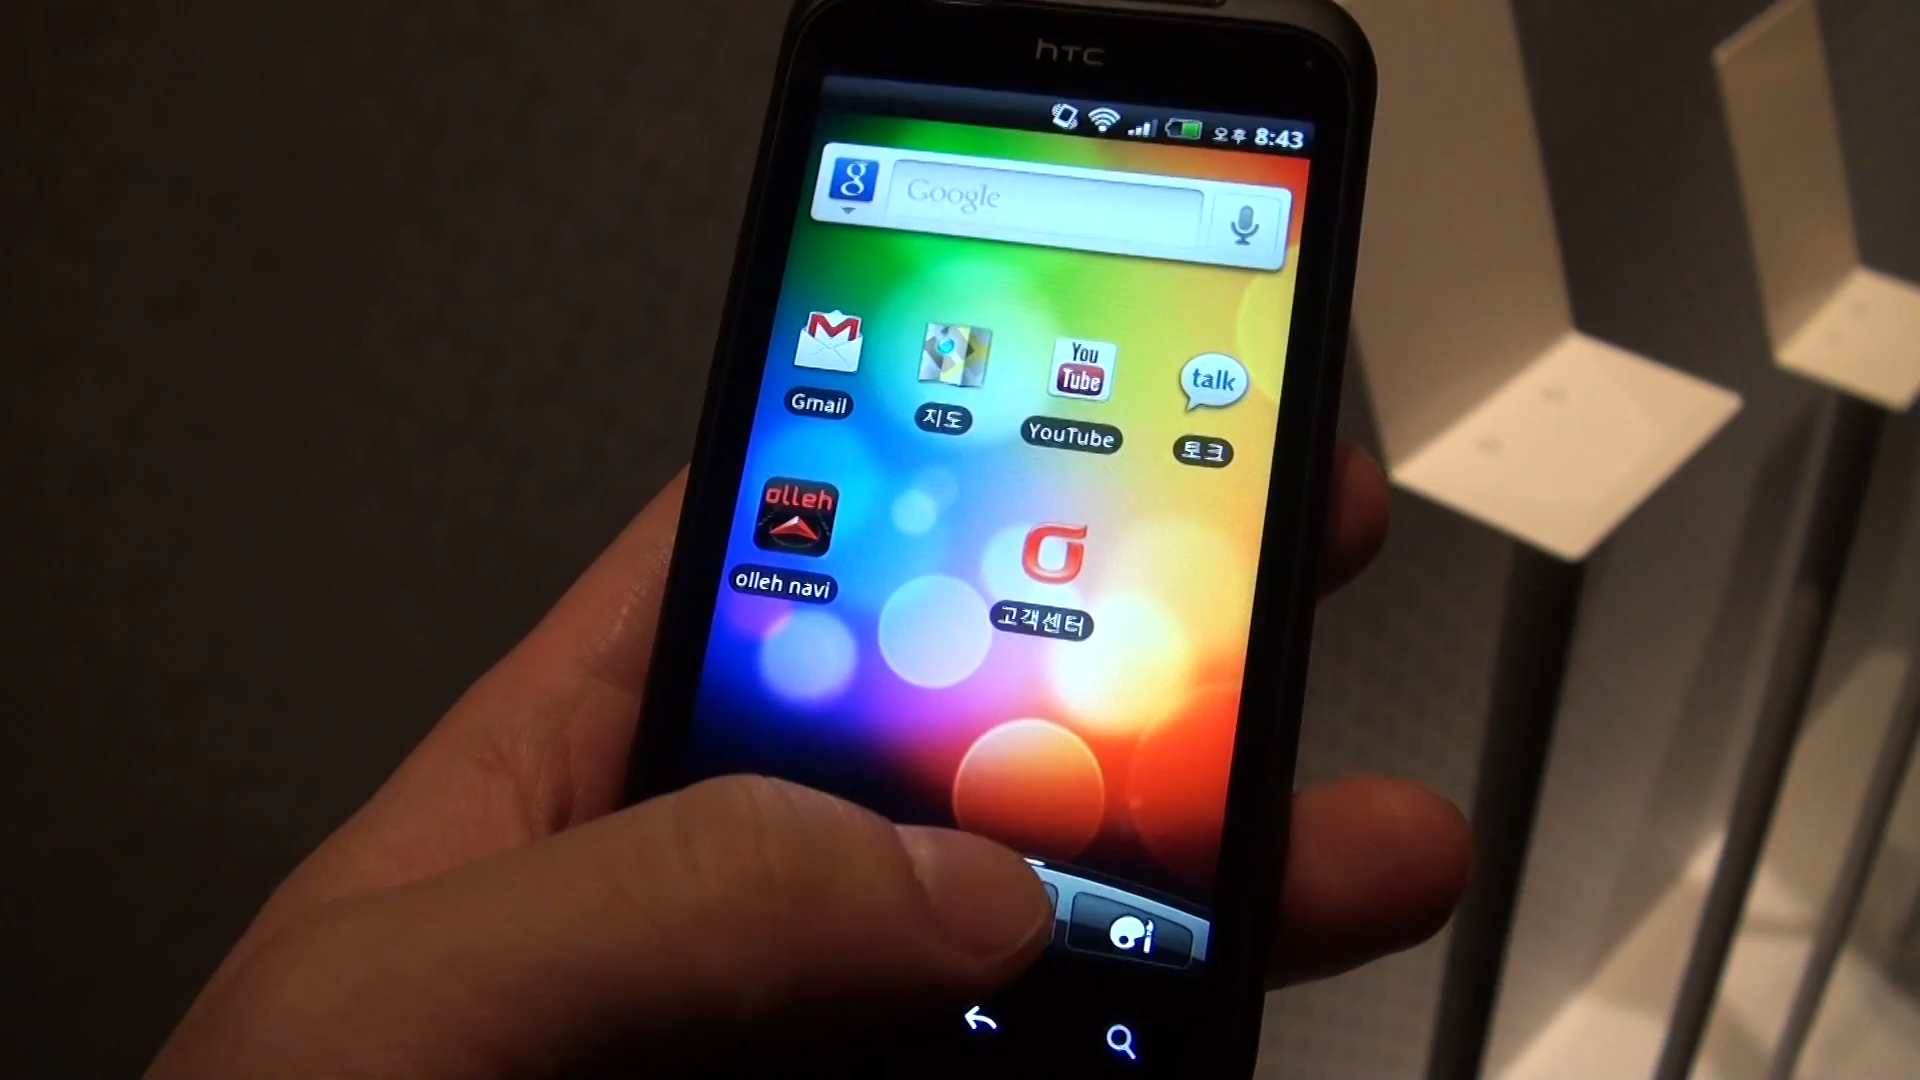 hTC
오후 8:43
g Google
Gmail
지도
You Tube
YouTube
talk
토크
olleh
olleh navi
고객센터